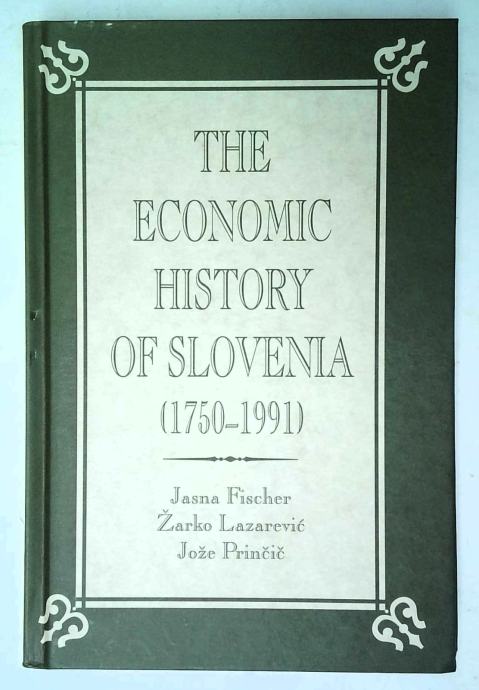 THE
ECONOMIC
HISTORY
OF SLOVENIA
(1750–1991)
Jasna Fischer
Žarko Lazarević
Jože Prinčič